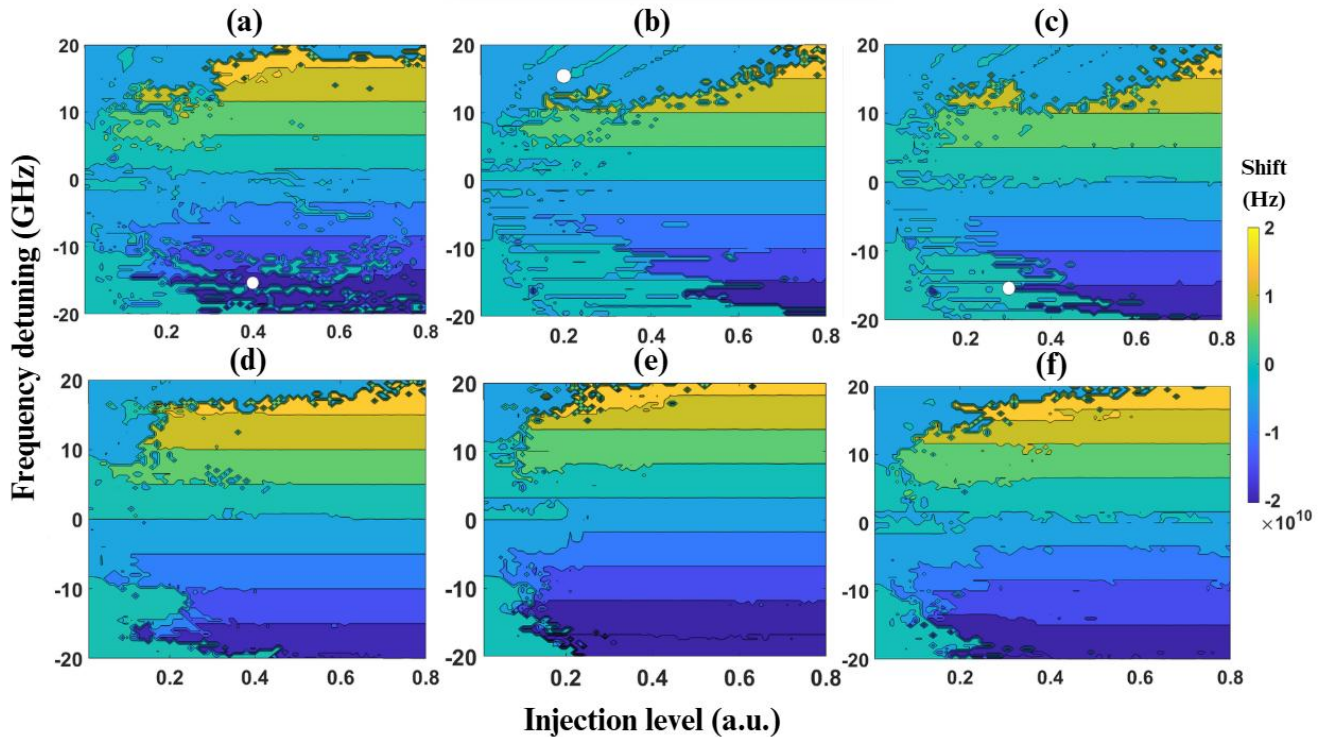 (a) (b) (c)
20 20 20
10 10 10
0 0 0
-10 -10 -10
-20 -20 -20
0.2 0.4 0.6 0.8 0.2 0.4 0.6 0.8 0.2 0.4 0.6 0.8
Frequency detuning (GHz)
Shift
(Hz)
2
1
0
-1
-2
×10¹⁰
(d) (e) (f)
20 20 20
10 10 10
0 0 0
-10 -10 -10
-20 -20 -20
0.2 0.4 0.6 0.8 0.2 0.4 0.6 0.8 0.2 0.4 0.6 0.8
Injection level (a.u.)